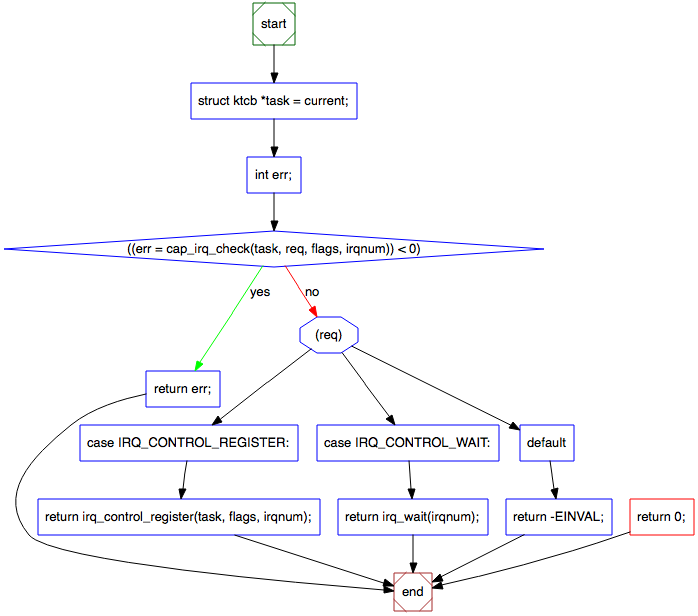 start
struct ktcb *task = current;
int err;
((err = cap_irq_check(task, req, flags, irqnum)) < 0)
yes
no
(req)
return err;
case IRQ_CONTROL_REGISTER:
case IRQ_CONTROL_WAIT:
default
return irq_control_register(task, flags, irqnum);
return irq_wait(irqnum);
return -EINVAL;
return 0;
end